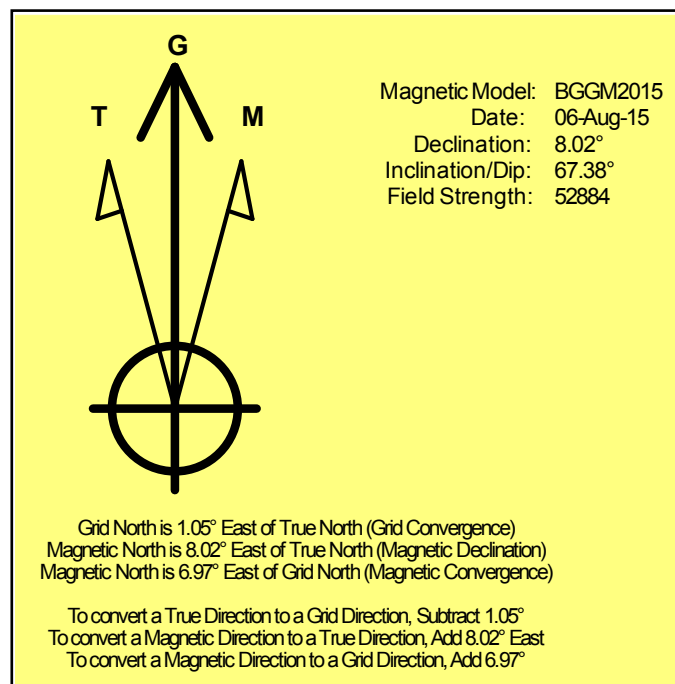 G
T
M
Magnetic Model: BGGM2015
Date: 06-Aug-15
Declination: 8.02°
Inclination/Dip: 67.38°
Field Strength: 52884
Grid North is 1.05° East of True North (Grid Convergence)
Magnetic North is 8.02° East of True North (Magnetic Declination)
Magnetic North is 6.97° East of Grid North (Magnetic Convergence)
To convert a True Direction to a Grid Direction, Subtract 1.05°
To convert a Magnetic Direction to a True Direction, Add 8.02° East
To convert a Magnetic Direction to a Grid Direction, Add 6.97°